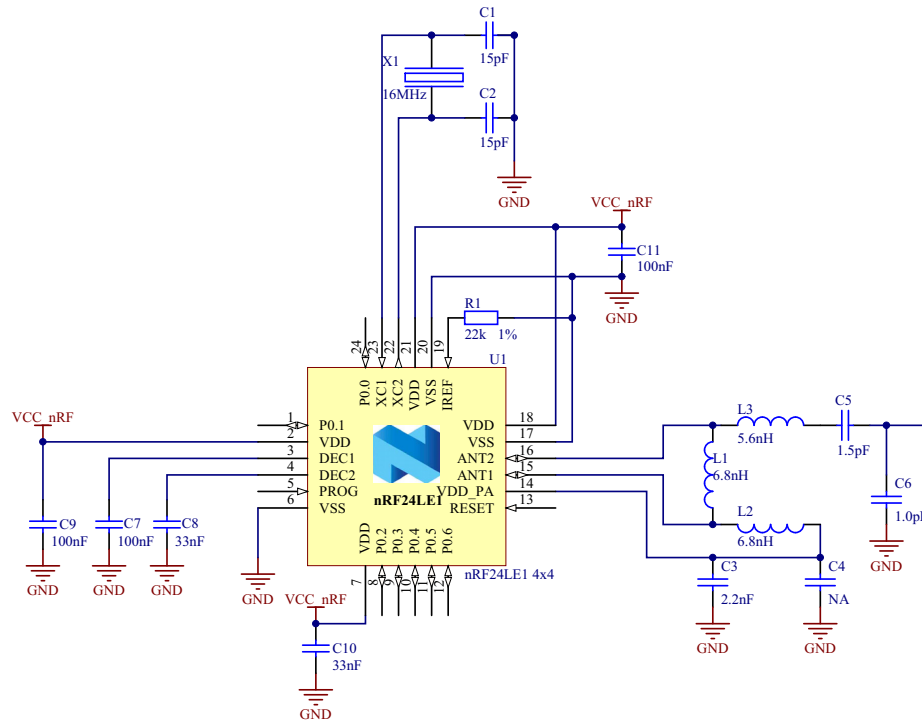 C1
15pF
X1
16MHz
C2
15pF
GND
VCC_nRF
C11
100nF
GND
R1
22k 1%
24
23
22
21
20
19
U1
P0.0
XC1
XC2
VDD
VSS
IREF
VCC_nRF
1
P0.1
2
VDD
3
DEC1
4
DEC2
5
PROG
6
VSS
nRF24LE1
VDD
18
VSS
17
ANT2
16
ANT1
15
VDD_PA
14
RESET
13
VDD
P0.2
P0.3
P0.4
P0.5
P0.6
7
8
9
10
11
12
nRF24LE1 4x4
C9
100nF
C7
100nF
C8
33nF
GND
GND
GND
GND
VCC_nRF
C10
33nF
GND
L3
5.6nH
C5
1.5pF
L1
6.8nH
L2
6.8nH
C6
GND
C3
2.2nF
GND
C4
NA
GND